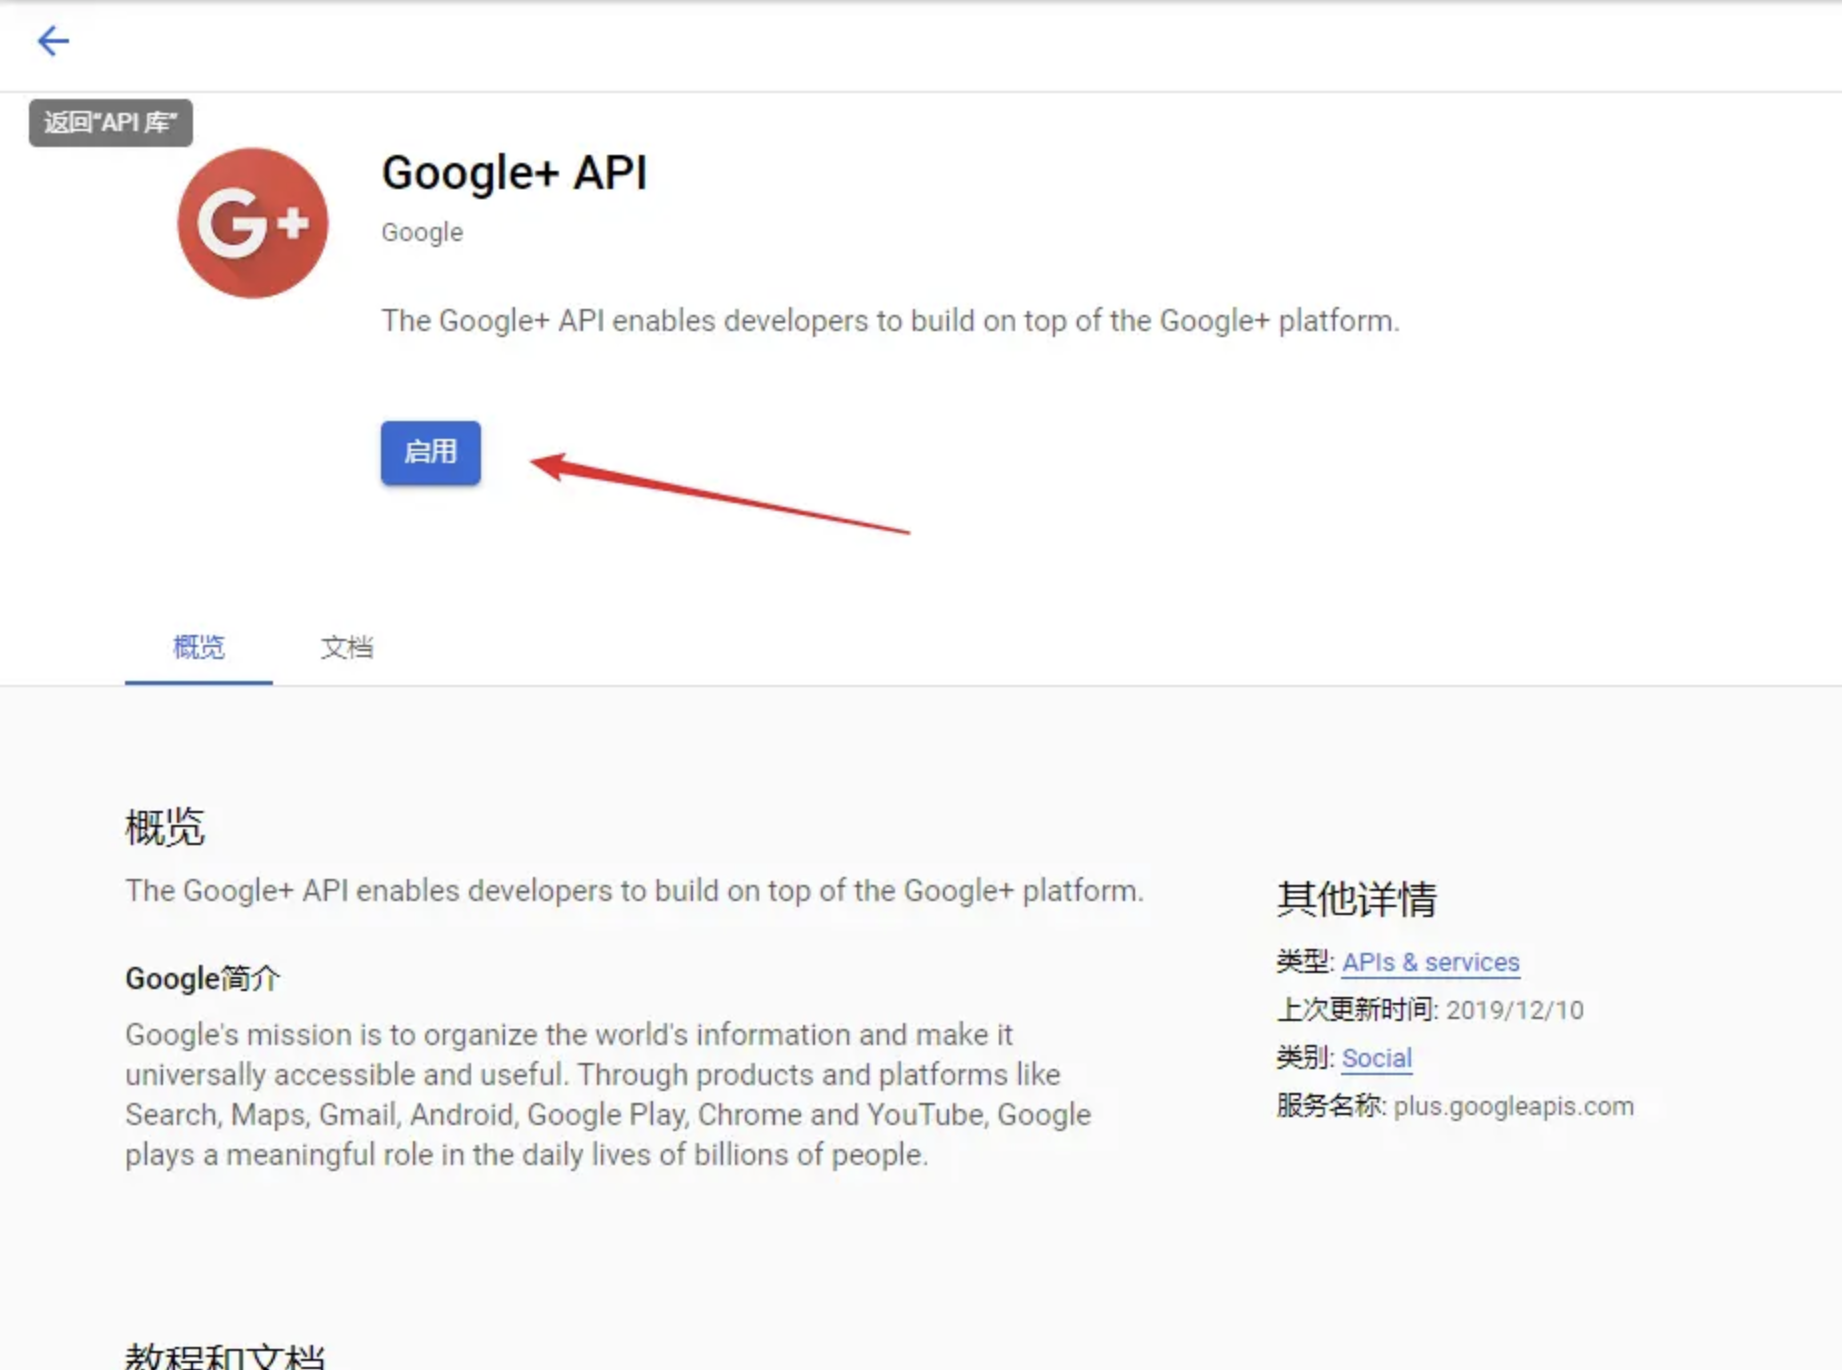 返回“API 库”
G+
Google+ API
Google
The Google+ API enables developers to build on top of the Google+ platform.
启用
概览
文档
概览
The Google+ API enables developers to build on top of the Google+ platform.
Google简介
Google's mission is to organize the world's information and make it
universally accessible and useful. Through products and platforms like
Search, Maps, Gmail, Android, Google Play, Chrome and YouTube, Google
plays a meaningful role in the daily lives of billions of people.
其他详情
类型: APIs & services
上次更新时间: 2019/12/10
类别: Social
服务名称: plus.googleapis.com
教程和文档